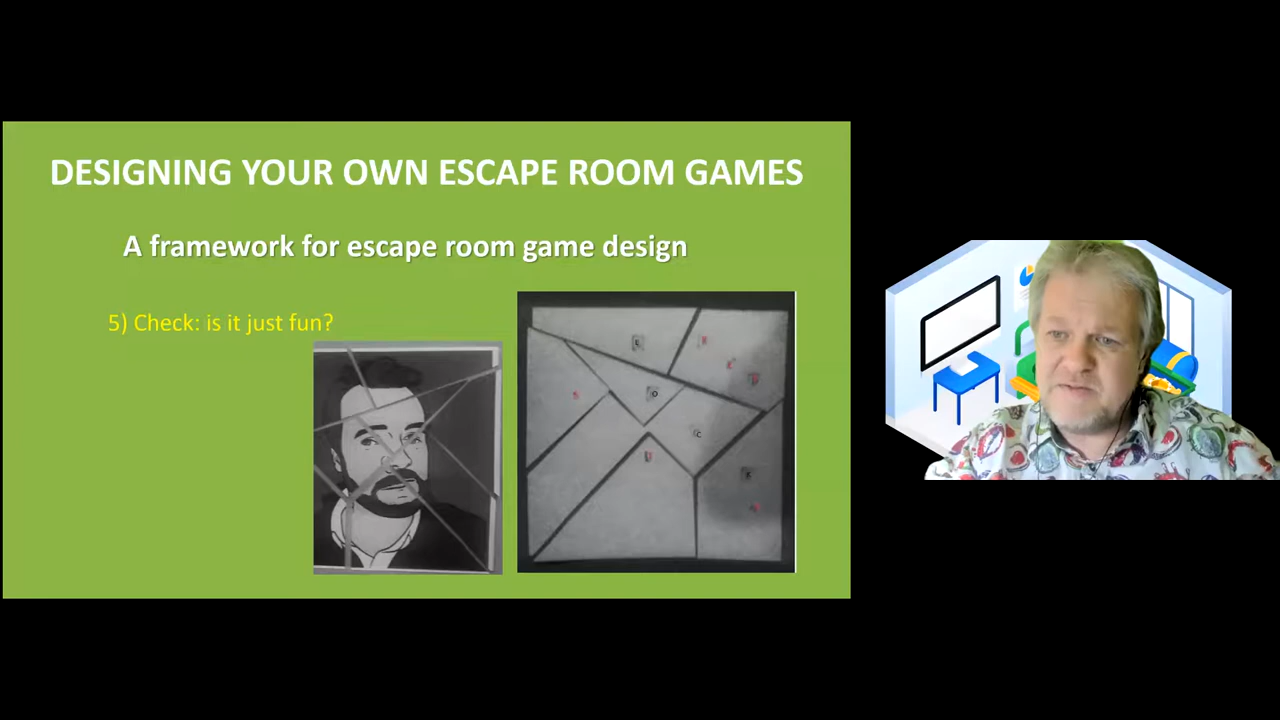 DESIGNING YOUR OWN ESCAPE ROOM GAMES
A framework for escape room game design
5) Check: is it just fun?